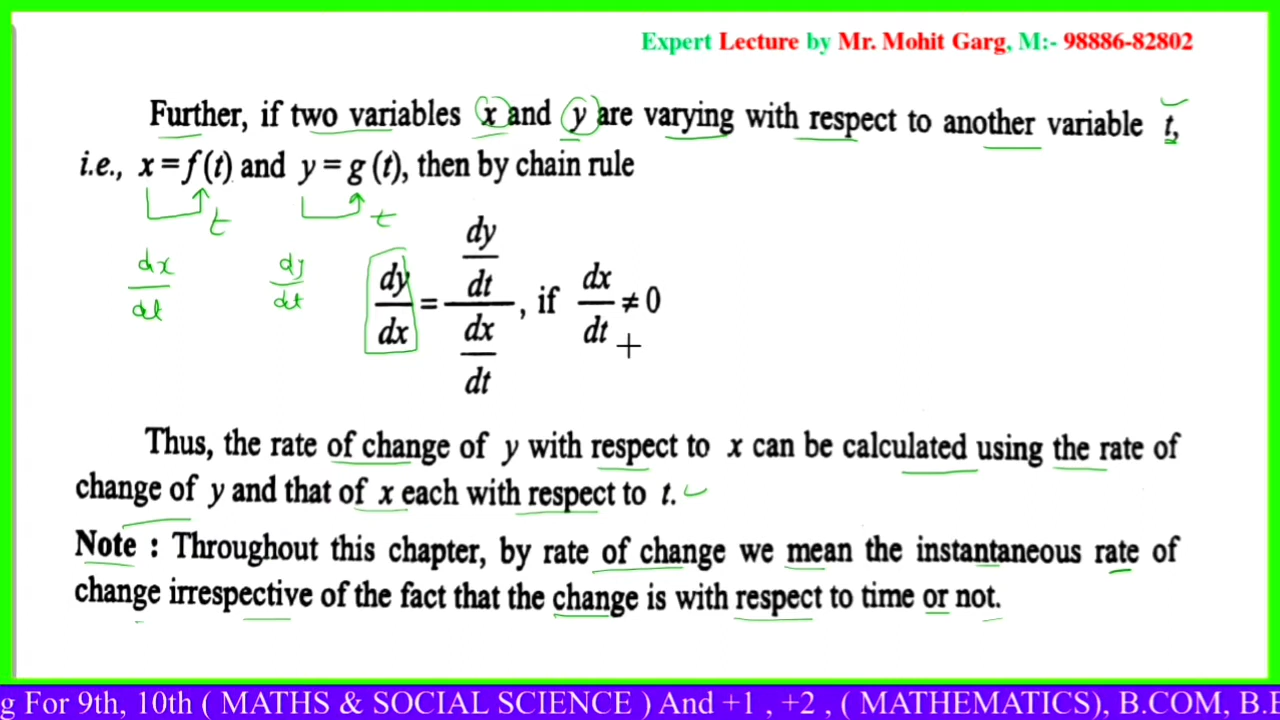 Expert Lecture by Mr. Mohit Garg, M:- 98886-82802
Further, if two variables x and y are varying with respect to another variable t,
i.e., x = f(t) and y = g (t), then by chain rule
t t
dx/dt dy/dt dy/dx = (dy/dt)/(dx/dt), if dx/dt ≠ 0
Thus, the rate of change of y with respect to x can be calculated using the rate of
change of y and that of x each with respect to t.
Note : Throughout this chapter, by rate of change we mean the instantaneous rate of
change irrespective of the fact that the change is with respect to time or not.
g For 9th, 10th ( MATHS & SOCIAL SCIENCE ) And +1 , +2 , ( MATHEMATICS), B.COM, B.E